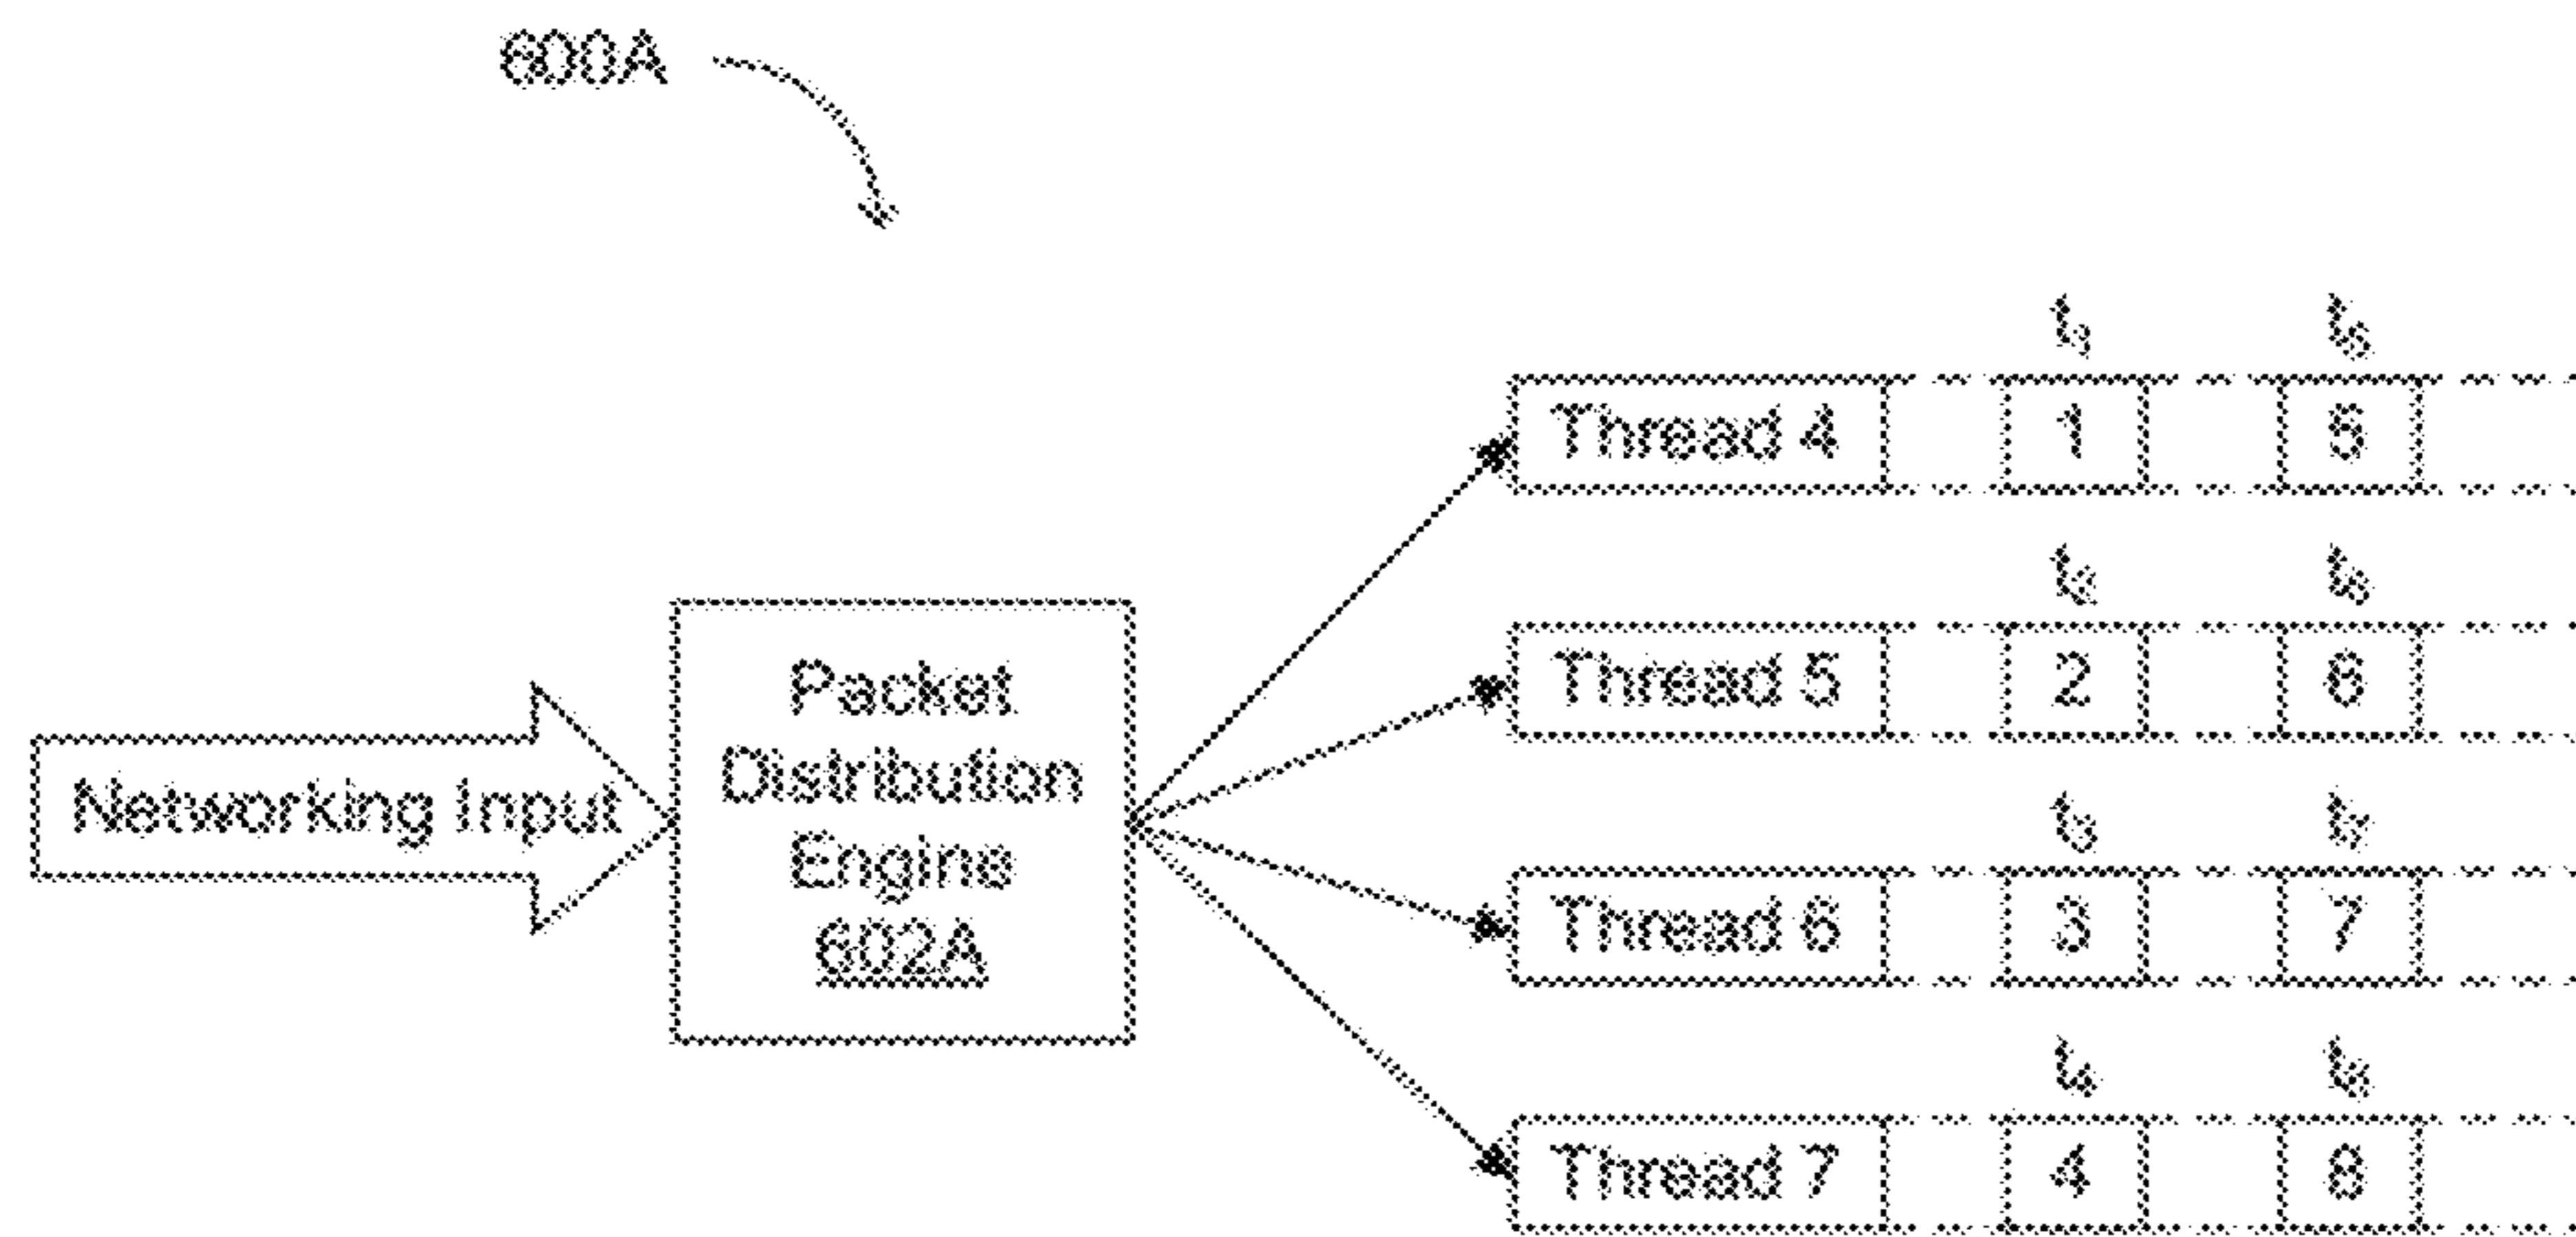 600A
t1 t5
Thread 4 1 5
t2 t6
Thread 5 2 6
Networking Input
Packet
Distribution
Engine
602A
t3 t7
Thread 6 3 7
t4 t8
Thread 7 4 8